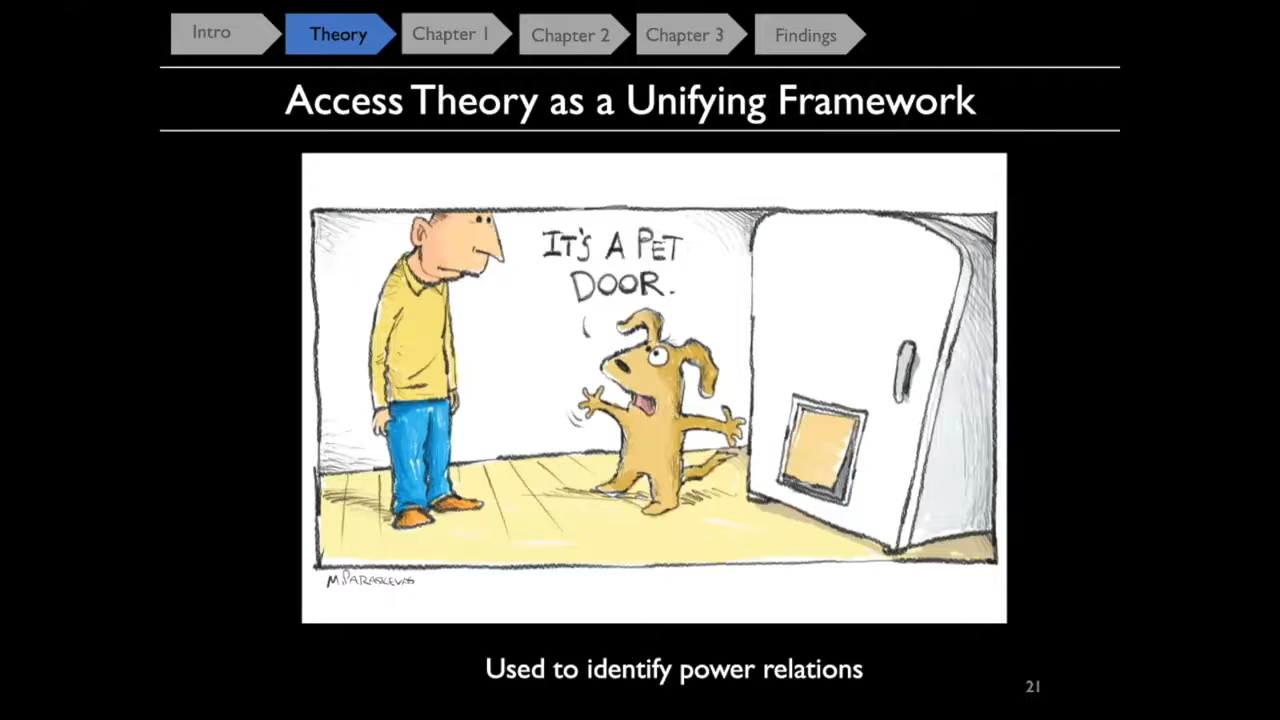 Intro
Theory
Chapter 1
Chapter 2
Chapter 3
Findings
Access Theory as a Unifying Framework
IT'S A PET
DOOR.
M.PARASKEVAS
Used to identify power relations
21